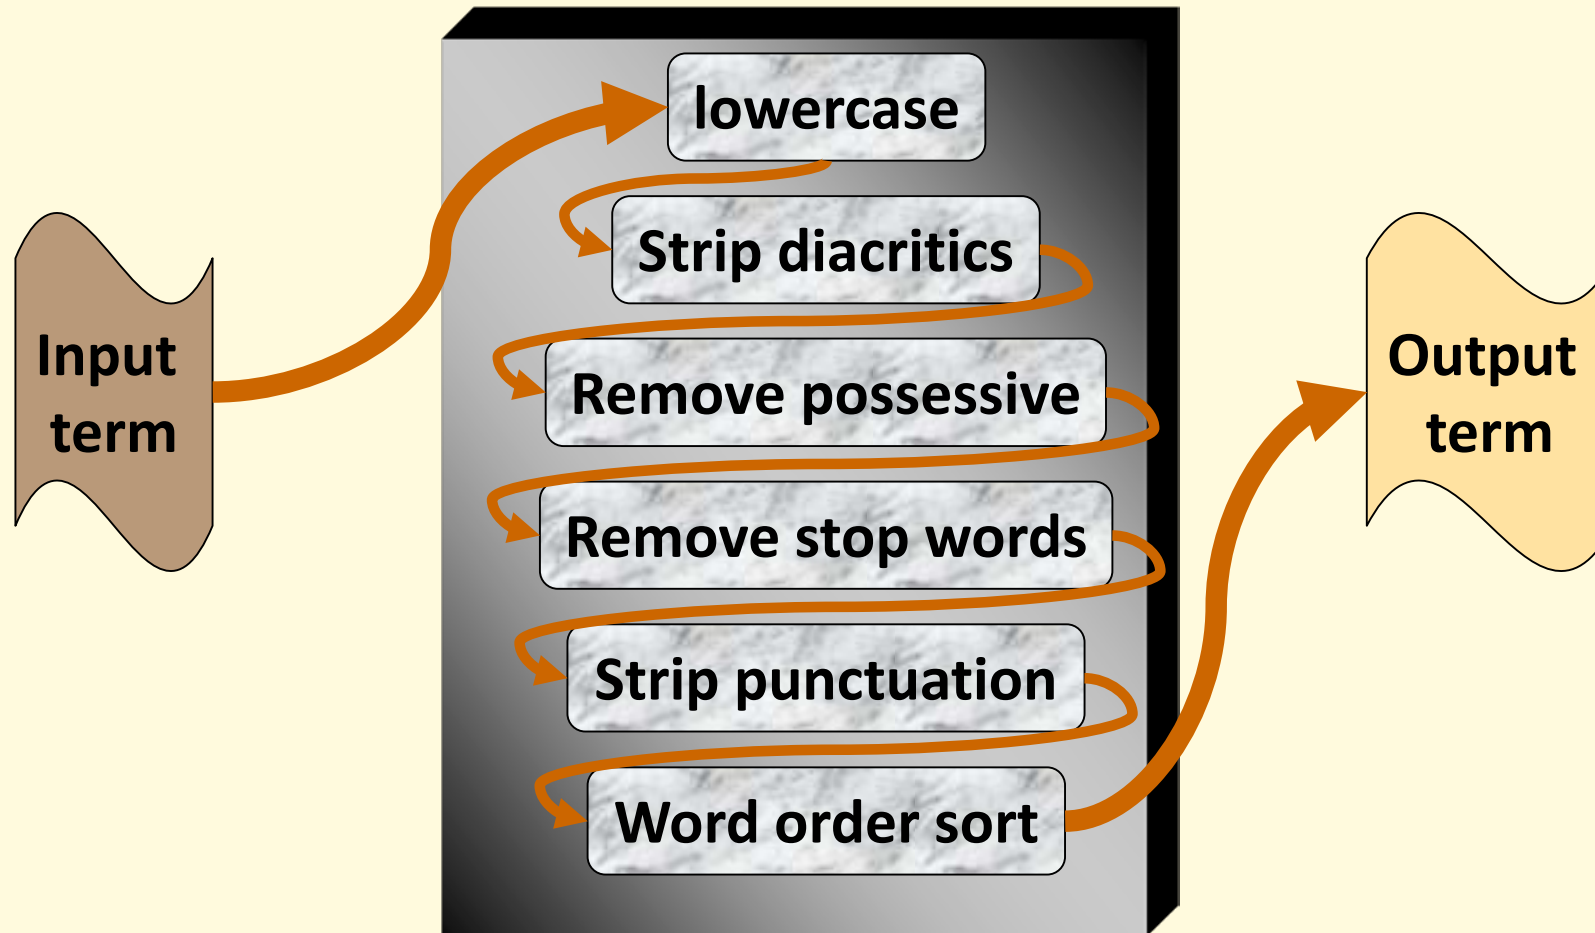 lowercase
Strip diacritics
Input
term
Remove possessive
Remove stop words
Strip punctuation
Word order sort
Output
term